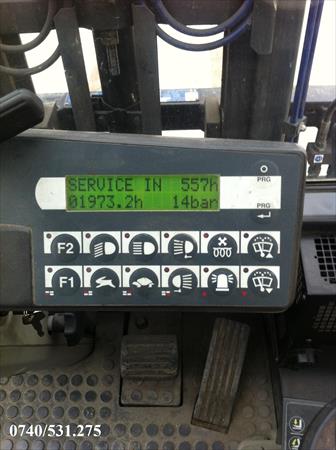 PRG
SERVICE IN 557h
01973.2h 14bar
PRG
F2
F1
0740/531.275